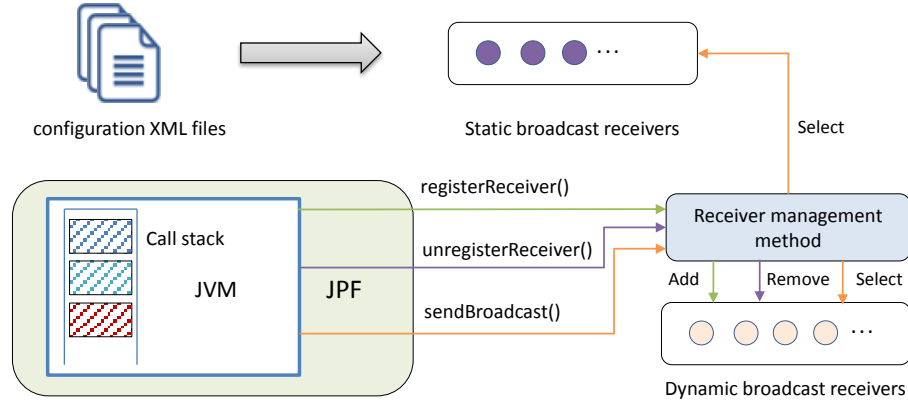 ...
configuration XML files
Static broadcast receivers
Select
registerReceiver()
Call stack
unregisterReceiver()
JVM
JPF
sendBroadcast()
Receiver management
method
Add
Remove
Select
...
Dynamic broadcast receivers